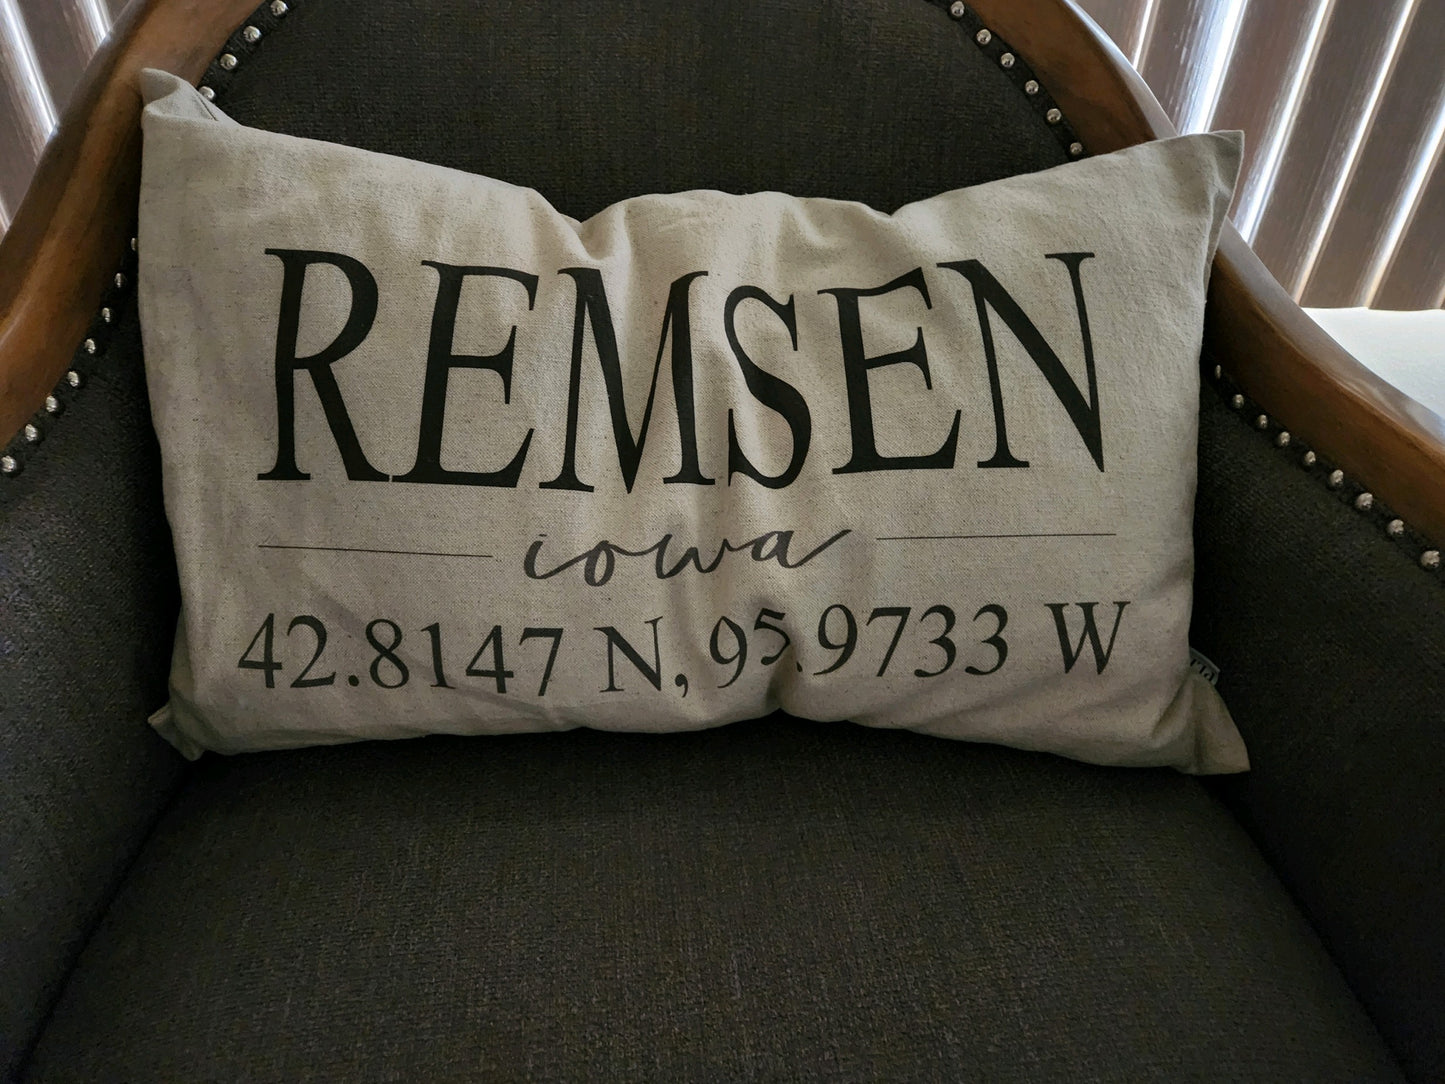 REMSEN
iowa
42.8147 N, 95.9733 W